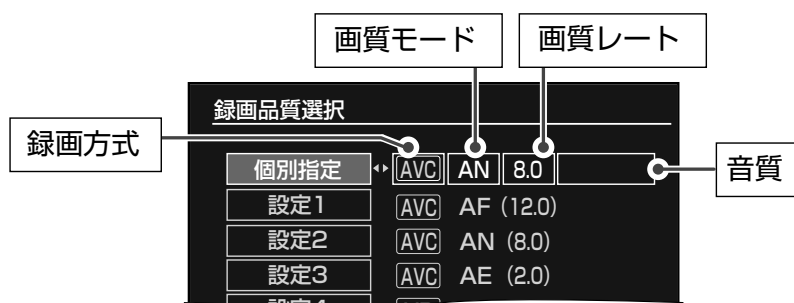 画質モード 画質レート
録画品質選択
録画方式
音質
個別指定 AVC AN 8.0
設定1 AVC AF (12.0)
設定2 AVC AN (8.0)
設定3 AVC AE (2.0)